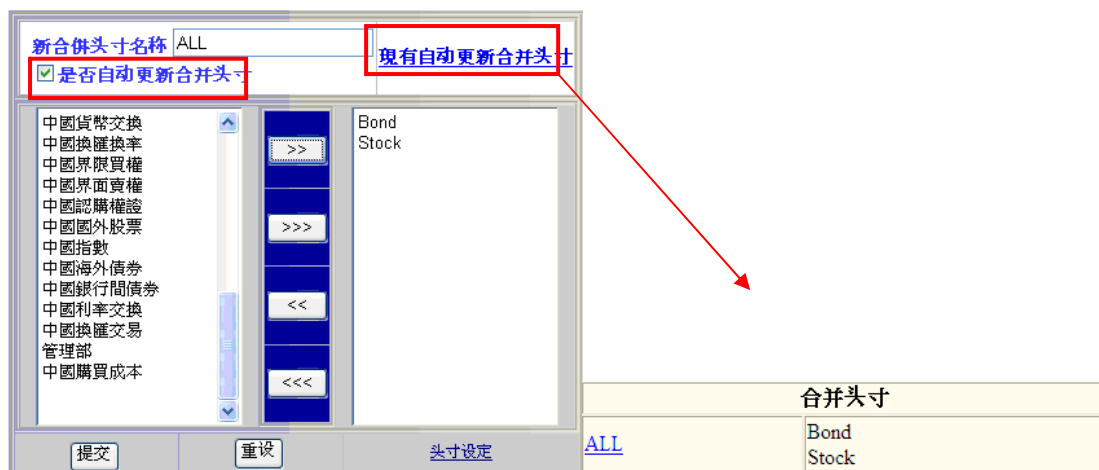 新合併头寸名称 ALL
現有自动更新合并头寸
是否自动更新合并头寸
中國貨幣交換
中國換匯換率
中國界限買權
中國界面賣權
中國認購權證
中國國外股票
中國指數
中國海外債券
中國銀行間債券
中國利率交換
中國換匯交易
管理部
中國購買成本
>>
>>>
<<
<<<
Bond
Stock
提交
重设
头寸设定
合并头寸
ALL
Bond
Stock